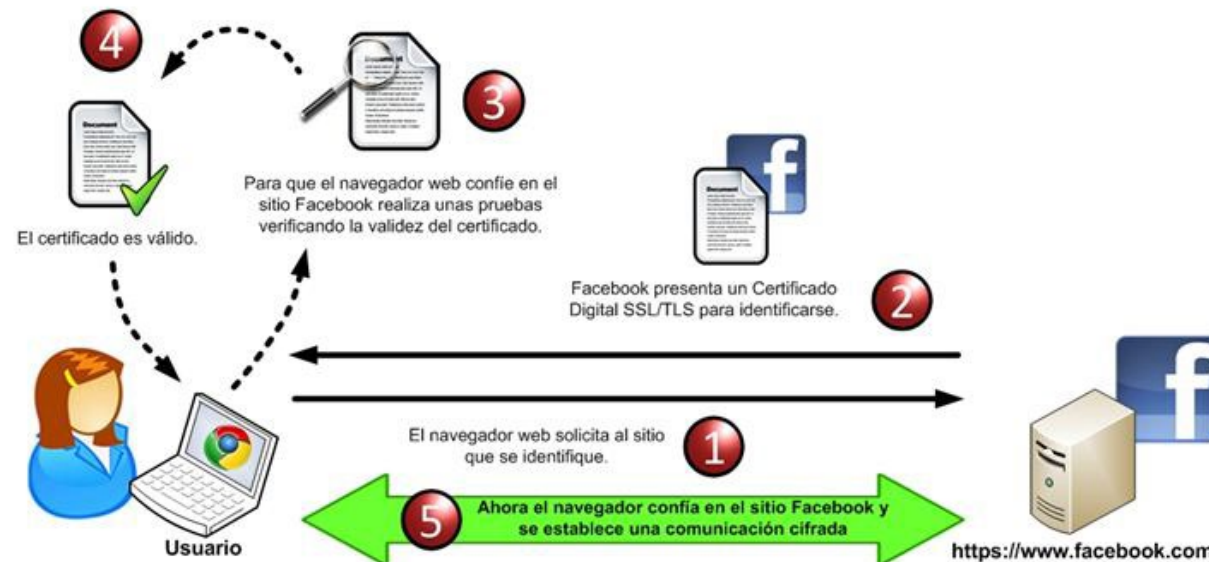 4
Document
3
Document
Para que el navegador web confíe en el
sitio Facebook realiza unas pruebas
verificando la validez del certificado.
El certificado es válido.
f
Document
Facebook presenta un Certificado
Digital SSL/TLS para identificarse.
2
f
El navegador web solicita al sitio
que se identifique.
1
5
Ahora el navegador confía en el sitio Facebook y
se establece una comunicación cifrada
Usuario
https://www.facebook.com